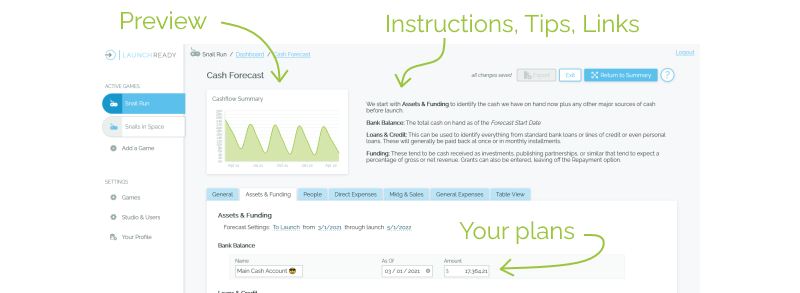 Preview
Instructions, Tips, Links
LAUNCHREADY
Snail Run / Dashboard / Cash Forecast
Logout
Cash Forecast
all changes saved
Export
Exit
Return to Summary
?
ACTIVE GAMES
Snail Run
Snails in Space
Add a Game
SETTINGS
Games
Studio & Users
Your Profile
Cashflow Summary
We start with Assets & Funding to identify the cash we have on hand now plus any other major sources of cash
before launch.
Bank Balance: The total cash on hand as of the Forecast Start Date
Loans & Credit: This can be used to identify everything from standard bank loans or lines of credit or even personal
loans. These will generally be paid back at once or in monthly installments.
Funding: These tend to be cash received as investments, publishing partnerships, or similar that tend to expect a
percentage of gross or net revenue. Grants can also be entered, leaving off the Repayment option.
General
Assets & Funding
People
Direct Expenses
Mktg & Sales
General Expenses
Table View
Assets & Funding
Forecast Settings: To Launch from 3/1/2021 through launch 5/1/2022
Your plans
Bank Balance
Name
As Of
Amount
Main Cash Account
03 / 01 / 2021
$ 17,364.21
Loans & Credit